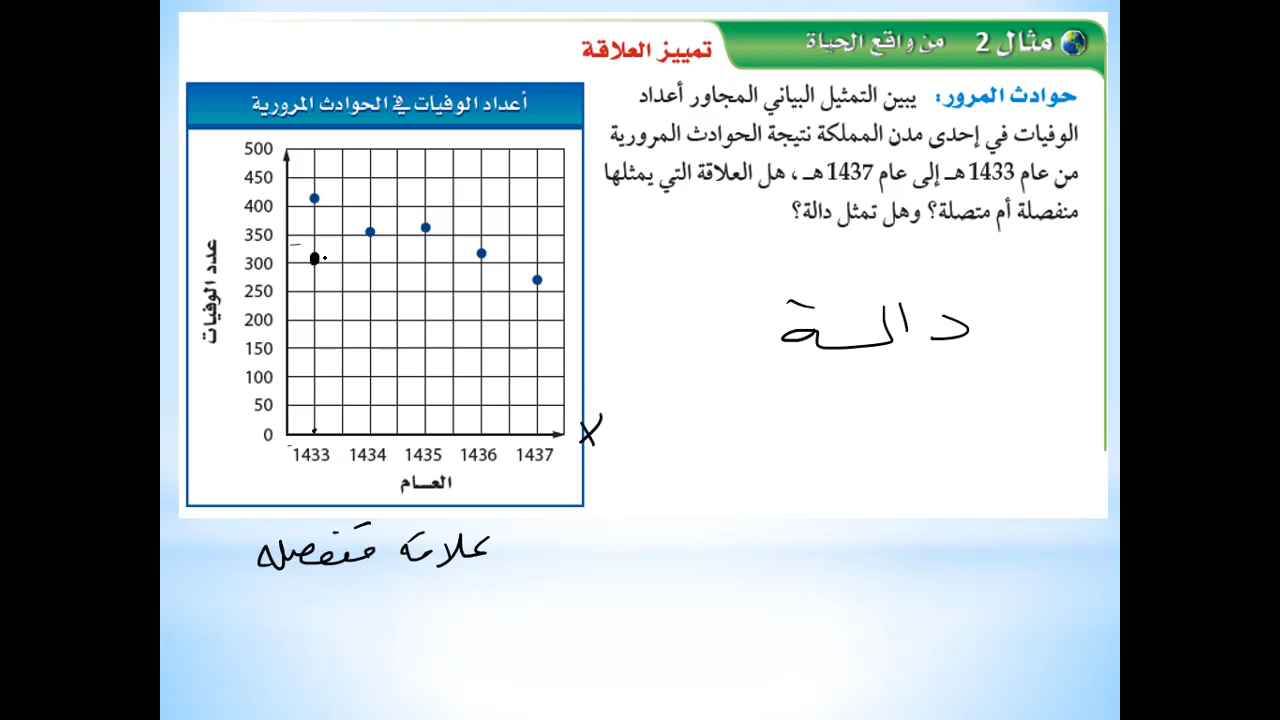 مثال 2 من واقع الحياة
تمييز العلاقة
حوادث المرور: يبين التمثيل البياني المجاور أعداد
الوفيات في إحدى مدن المملكة نتيجة الحوادث المرورية
من عام 1433 هـ إلى عام 1437 هـ ، هل العلاقة التي يمثلها
منفصلة أم متصلة؟ وهل تمثل دالة؟
دالة
أعداد الوفيات في الحوادث المرورية
عدد الوفيات
500
450
400
350
300
250
200
150
100
50
0
1433 1434 1435 1436 1437
العام
x
علاقة منفصله